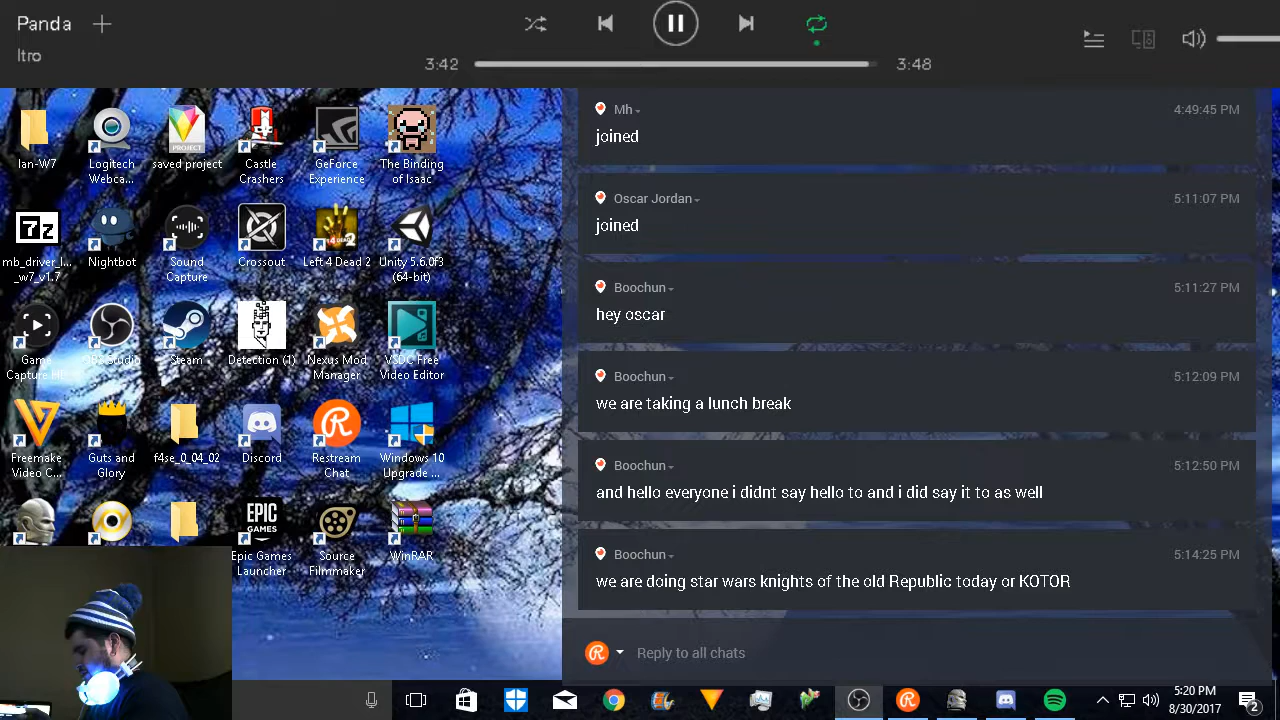 Panda
Itro
3:42
3:48
Ian-W7
Logitech
Webca...
saved project
PROJECT
Castle
Crashers
GeForce
Experience
The Binding
of Isaac
7z
mb_driver_l...
_w7_v1.7
Nightbot
Sound
Capture
Crossout
Left 4 Dead 2
Unity 5.6.0f3
(64-bit)
Game
Capture HD
OBS Studio
Steam
Detection (1)
Nexus Mod
Manager
VSDC Free
Video Editor
Freemake
Video C...
Guts and
Glory
f4se_0_04_02
Discord
Restream
Chat
Windows 10
Upgrade ...
EPIC
GAMES
Epic Games
Launcher
Source
Filmmaker
WinRAR
Mh
4:49:45 PM
joined
Oscar Jordan
5:11:07 PM
joined
Boochun
5:11:27 PM
hey oscar
Boochun
5:12:09 PM
we are taking a lunch break
Boochun
5:12:50 PM
and hello everyone i didnt say hello to and i did say it to as well
Boochun
5:14:25 PM
we are doing star wars knights of the old Republic today or KOTOR
Reply to all chats
5:20 PM
8/30/2017
2